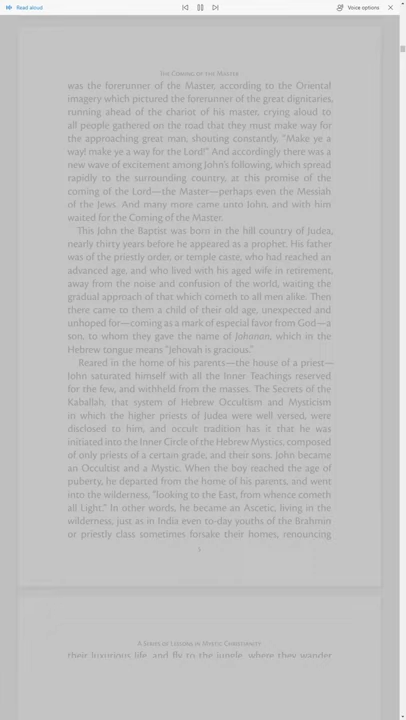 Read aloud
Voice options
The Coming of the Master
was the forerunner of the Master, according to the Oriental
imagery which pictured the forerunner of the great dignitaries,
running ahead of the chariot of his master, crying aloud to
all people gathered on the road that they must make way for
the approaching great man, shouting constantly, "Make ye a
way! make ye a way for the Lord!" And accordingly there was a
new wave of excitement among John's following, which spread
rapidly to the surrounding country, at this promise of the
coming of the Lord—the Master—perhaps even the Messiah
of the Jews. And many more came unto John, and with him
waited for the Coming of the Master.
This John the Baptist was born in the hill country of Judea,
nearly thirty years before he appeared as a prophet. His father
was of the priestly order, or temple caste, who had reached an
advanced age, and who lived with his aged wife in retirement,
away from the noise and confusion of the world, waiting the
gradual approach of that which cometh to all men alike. Then
there came to them a child of their old age, unexpected and
unhoped for—coming as a mark of especial favor from God—a
son, to whom they gave the name of Johanan, which in the
Hebrew tongue means "Jehovah is gracious."
Reared in the home of his parents—the house of a priest—
John saturated himself with all the Inner Teachings reserved
for the few, and withheld from the masses. The Secrets of the
Kaballah, that system of Hebrew Occultism and Mysticism
in which the higher priests of Judea were well versed, were
disclosed to him, and occult tradition has it that he was
initiated into the Inner Circle of the Hebrew Mystics, composed
of only priests of a certain grade, and their sons. John became
an Occultist and a Mystic. When the boy reached the age of
puberty, he departed from the home of his parents, and went
into the wilderness, "looking to the East, from whence cometh
all Light." In other words, he became an Ascetic, living in the
wilderness, just as in India even to-day youths of the Brahmin
or priestly class sometimes forsake their homes, renouncing
5
A Series of Lessons in Mystic Christianity
their luxurious life, and fly to the jungle, where they wander